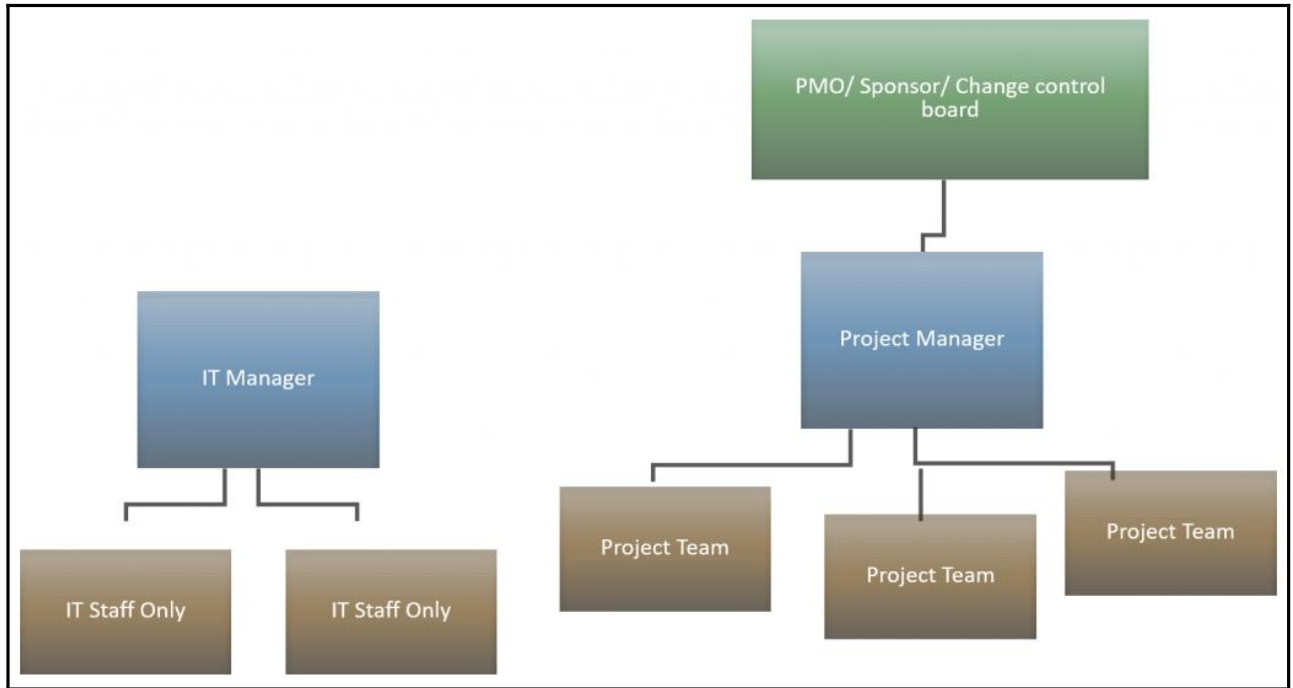 PMO/ Sponsor/ Change control
board
Project Manager
IT Manager
Project Team
Project Team
Project Team
IT Staff Only
IT Staff Only